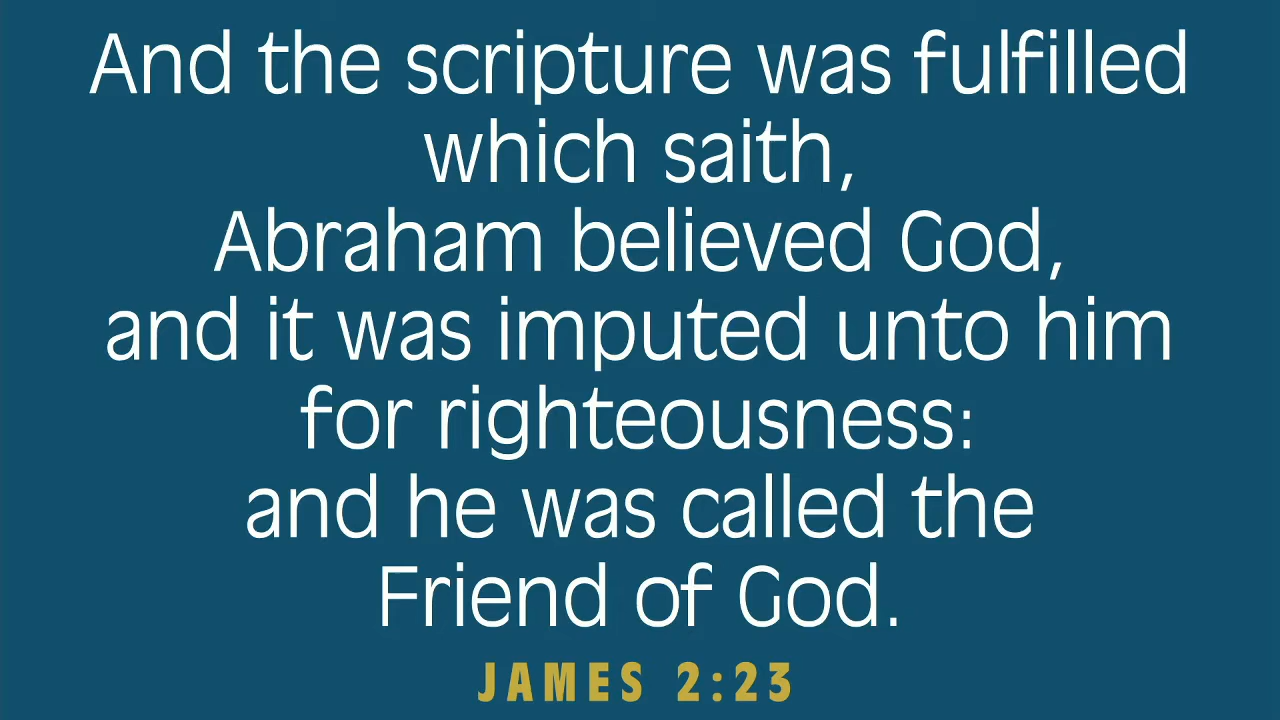 And the scripture was fulfilled
which saith,
Abraham believed God,
and it was imputed unto him
for righteousness:
and he was called the
Friend of God.
JAMES 2:23